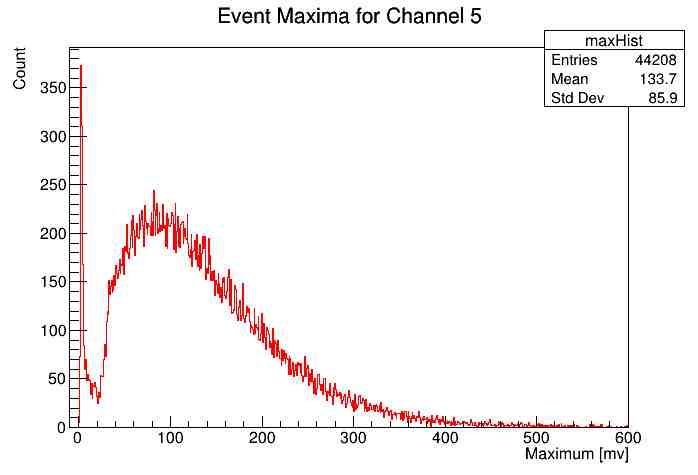 Event Maxima for Channel 5
maxHist
Entries 44208
Mean 133.7
Std Dev 85.9
Count
350
300
250
200
150
100
50
0
0 100 200 300 400 500 600
Maximum [mv]